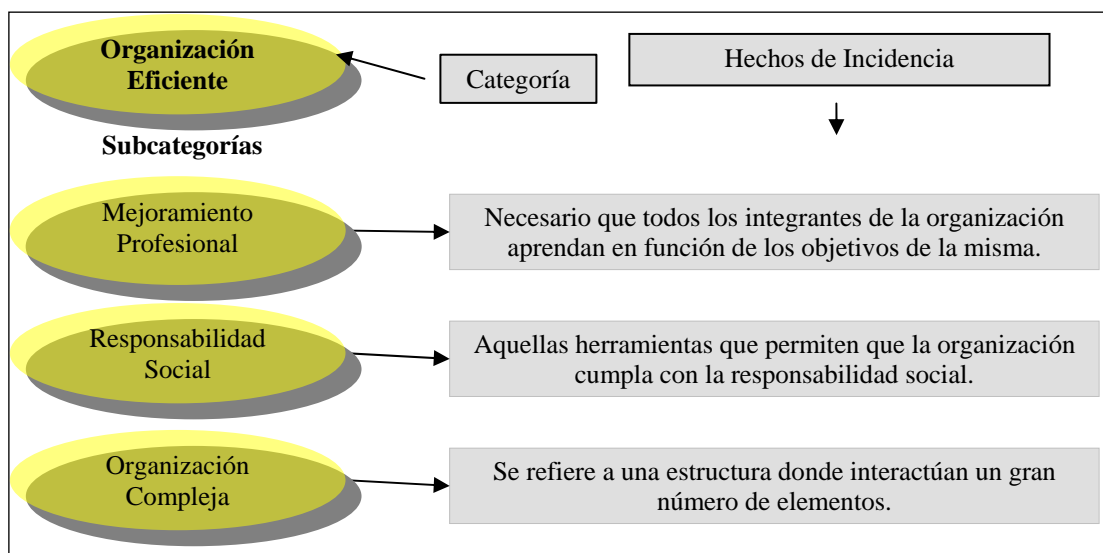 Organización
Eficiente
Categoría
Hechos de Incidencia
Subcategorías
Mejoramiento
Profesional
Necesario que todos los integrantes de la organización
aprendan en función de los objetivos de la misma.
Responsabilidad
Social
Aquellas herramientas que permiten que la organización
cumpla con la responsabilidad social.
Organización
Compleja
Se refiere a una estructura donde interactúan un gran
número de elementos.